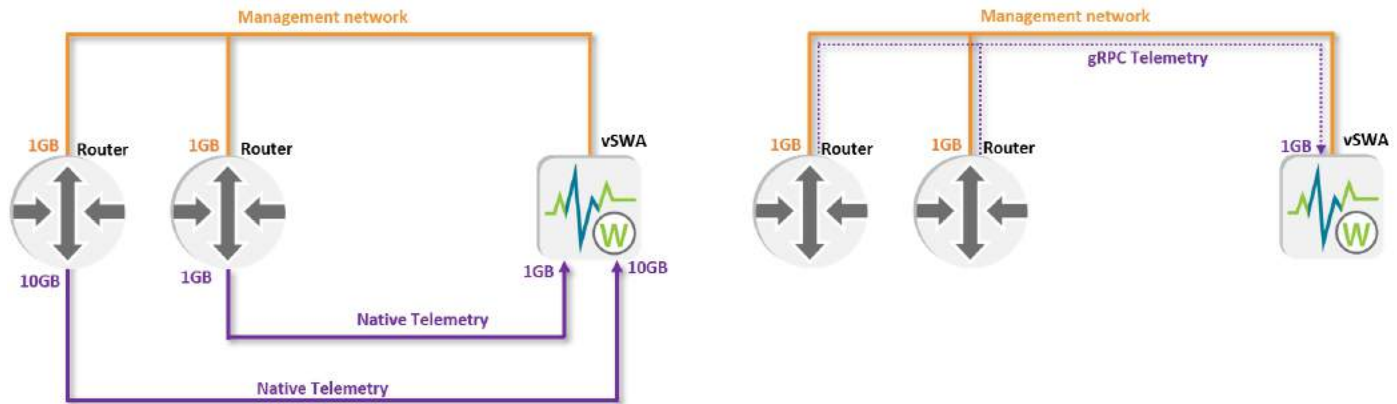 Management network
1GB
Router
1GB
Router
vSWA
W
10GB
1GB
1GB
10GB
Native Telemetry
Native Telemetry
Management network
gRPC Telemetry
1GB
Router
1GB
Router
1GB
vSWA
W